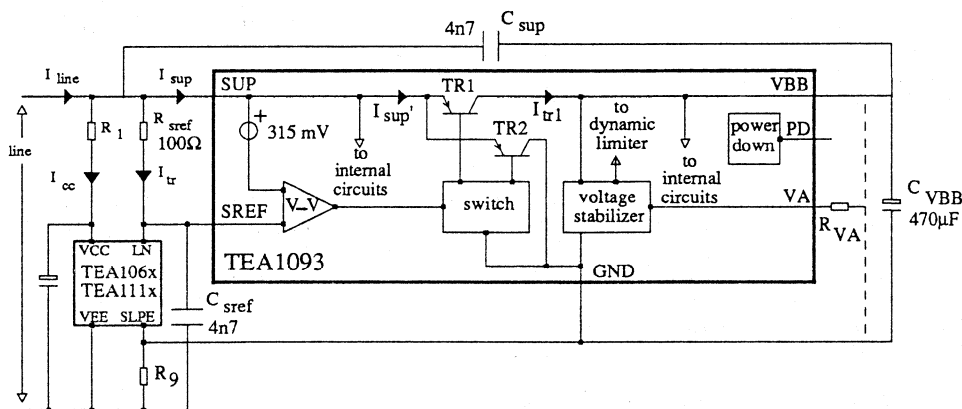 4n7
C sup
I line
I sup
SUP
TR1
VBB
R 1
R sref
100Ω
315 mV
I sup'
I tr1
TR2
to
dynamic
limiter
power
down
PD
to
internal
circuits
to
internal
circuits
line
I cc
I tr
SREF
V_V
switch
voltage
stabilizer
VA
R VA
C VBB
470µF
VCC
LN
TEA106x
TEA111x
VEE
SLPE
TEA1093
GND
C sref
4n7
R 9